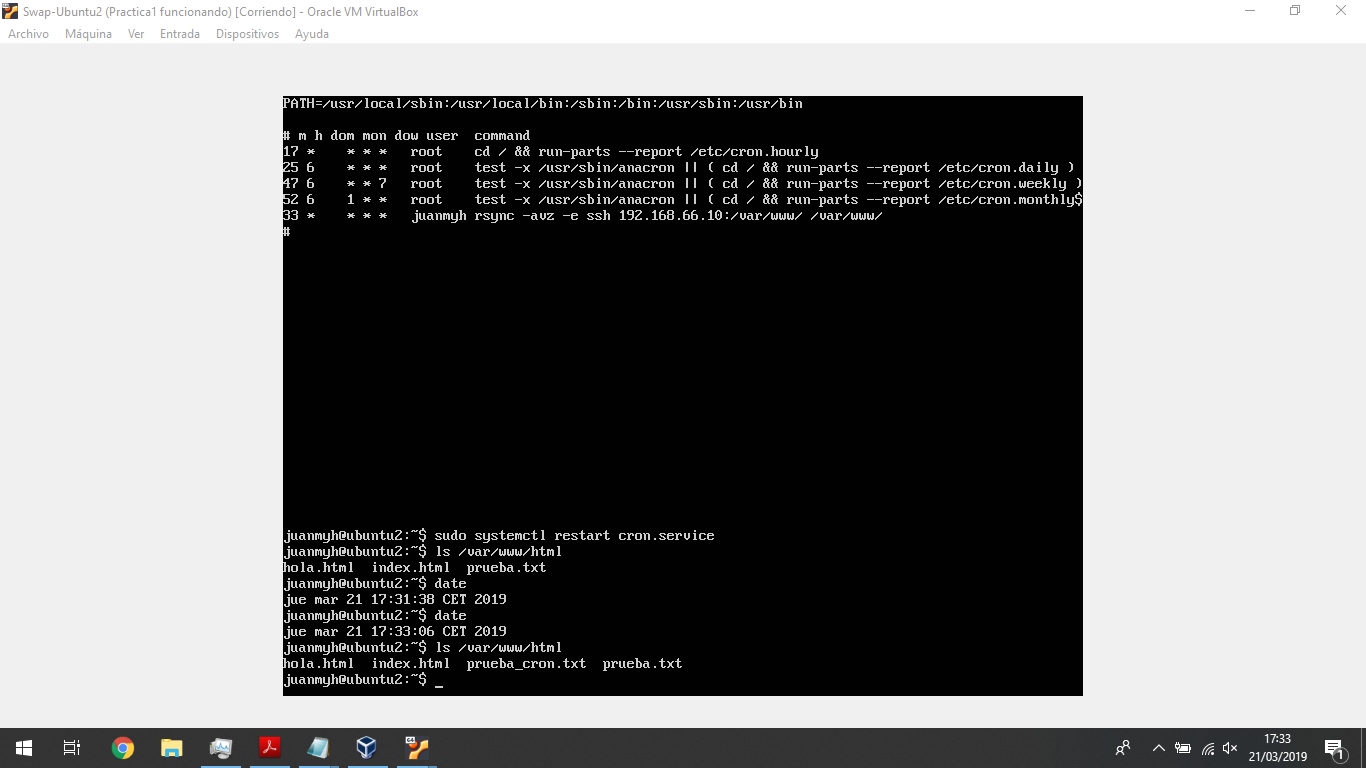 Swap-Ubuntu2 (Practica1 funcionando) [Corriendo] - Oracle VM VirtualBox
Archivo Máquina Ver Entrada Dispositivos Ayuda
PATH=/usr/local/sbin:/usr/local/bin:/sbin:/bin:/usr/sbin:/usr/bin
# m h dom mon dow user  command
17 *    * * *   root    cd / && run-parts --report /etc/cron.hourly
25 6    * * *   root    test -x /usr/sbin/anacron || ( cd / && run-parts --report /etc/cron.daily )
47 6    * * 7   root    test -x /usr/sbin/anacron || ( cd / && run-parts --report /etc/cron.weekly )
52 6    1 * *   root    test -x /usr/sbin/anacron || ( cd / && run-parts --report /etc/cron.monthly$
33 *    * * *   juanmyh rsync -avz -e ssh 192.168.66.10:/var/www/ /var/www/
#
juanmyh@ubuntu2:~$ sudo systemctl restart cron.service
juanmyh@ubuntu2:~$ ls /var/www/html
hola.html  index.html  prueba.txt
juanmyh@ubuntu2:~$ date
jue mar 21 17:31:38 CET 2019
juanmyh@ubuntu2:~$ date
jue mar 21 17:33:06 CET 2019
juanmyh@ubuntu2:~$ ls /var/www/html
hola.html  index.html  prueba_cron.txt  prueba.txt
juanmyh@ubuntu2:~$ _
17:33
21/03/2019
1